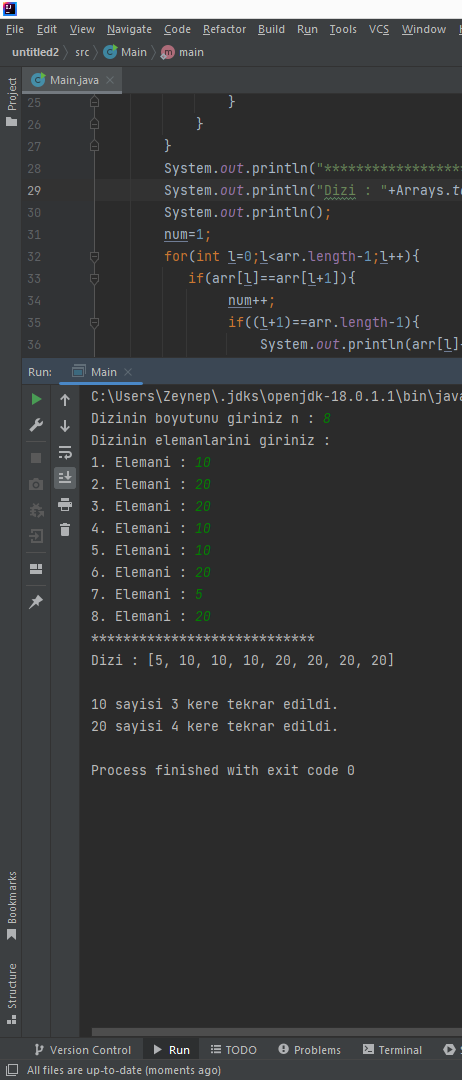 File Edit View Navigate Code Refactor Build Run Tools VCS Window
untitled2 src Main main
Project
Main.java
25 }
26 }
27 }
28 System.out.println("******************
29 System.out.println("Dizi : "+Arrays.to
30 System.out.println();
31 num=1;
32 for(int l=0;l<arr.length-1;l++){
33 if(arr[l]==arr[l+1]){
34 num++;
35 if((l+1)==arr.length-1){
36 System.out.println(arr[l]
Run: Main
C:\Users\Zeynep\.jdks\openjdk-18.0.1.1\bin\java
Dizinin boyutunu giriniz n : 8
Dizinin elemanlarini giriniz :
1. Elemani : 10
2. Elemani : 20
3. Elemani : 20
4. Elemani : 10
5. Elemani : 10
6. Elemani : 20
7. Elemani : 5
8. Elemani : 20
****************************
Dizi : [5, 10, 10, 10, 20, 20, 20, 20]
10 sayisi 3 kere tekrar edildi.
20 sayisi 4 kere tekrar edildi.
Process finished with exit code 0
Bookmarks
Structure
Version Control Run TODO Problems Terminal
All files are up-to-date (moments ago)